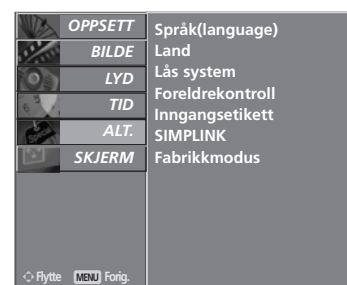 OPPSETT
BILDE
LYD
TID
ALT.
SKJERM
Språk(language)
Land
Lås system
Foreldrekontroll
Inngangsetikett
SIMPLINK
Fabrikkmodus
Flytte MENU Forig.